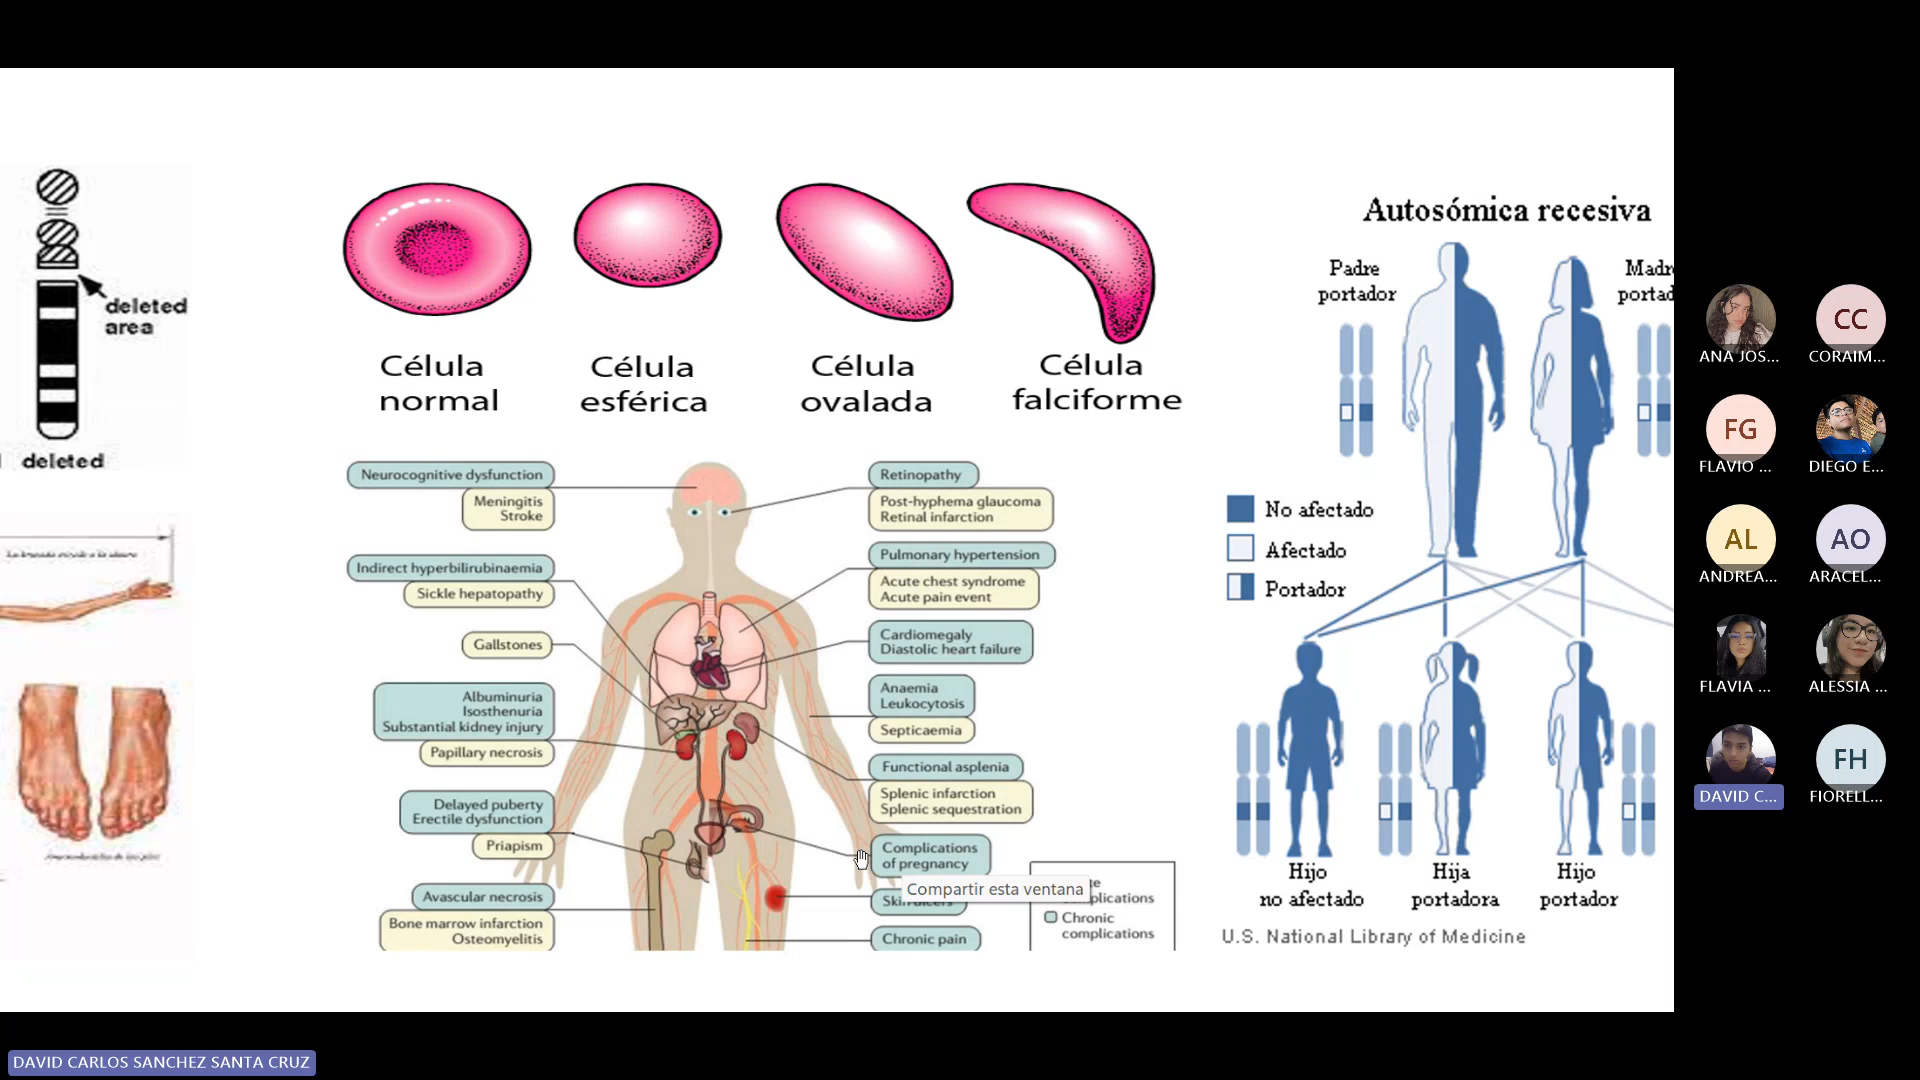 deleted
area
deleted
Célula
normal
Célula
esférica
Célula
ovalada
Célula
falciforme
Neurocognitive dysfunction
Meningitis
Stroke
Indirect hyperbilirubinaemia
Sickle hepatopathy
Gallstones
Albuminuria
Isosthenuria
Substantial kidney injury
Papillary necrosis
Delayed puberty
Erectile dysfunction
Priapism
Avascular necrosis
Bone marrow infarction
Osteomyelitis
Retinopathy
Post-hyphema glaucoma
Retinal infarction
Pulmonary hypertension
Acute chest syndrome
Acute pain event
Cardiomegaly
Diastolic heart failure
Anaemia
Leukocytosis
Septicaemia
Functional asplenia
Splenic infarction
Splenic sequestration
Complications
of pregnancy
Compartir esta ventana
Chronic pain
Chronic
complications
Autosómica recesiva
Padre
portador
No afectado
Afectado
Portador
Hijo
no afectado
Hija
portadora
Hijo
portador
U.S. National Library of Medicine
ANA JOS...
CC
CORAIM...
FG
FLAVIO ...
DIEGO E...
AL
ANDREA...
AO
ARACEL...
FLAVIA ...
ALESSIA ...
DAVID C...
FH
FIORELL...
DAVID CARLOS SANCHEZ SANTA CRUZ